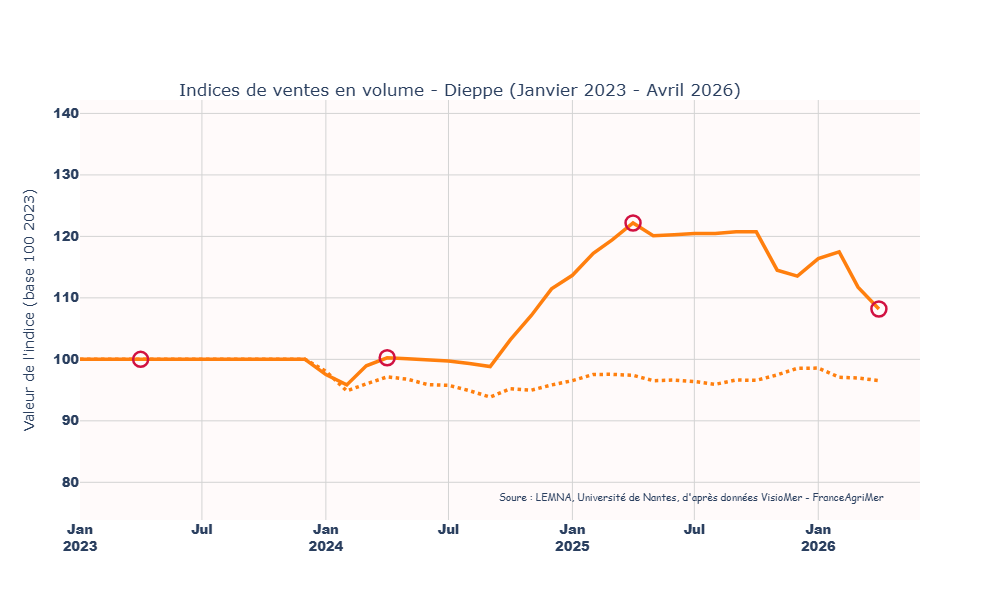 Indices de ventes en volume - Dieppe (Janvier 2023 - Avril 2026)
Valeur de l'indice (base 100 2023)
140
130
120
110
100
90
80
Soure : LEMNA, Université de Nantes, d'après données VisioMer - FranceAgriMer
Jan Jul Jan Jul Jan Jul Jan
2023 2024 2025 2026